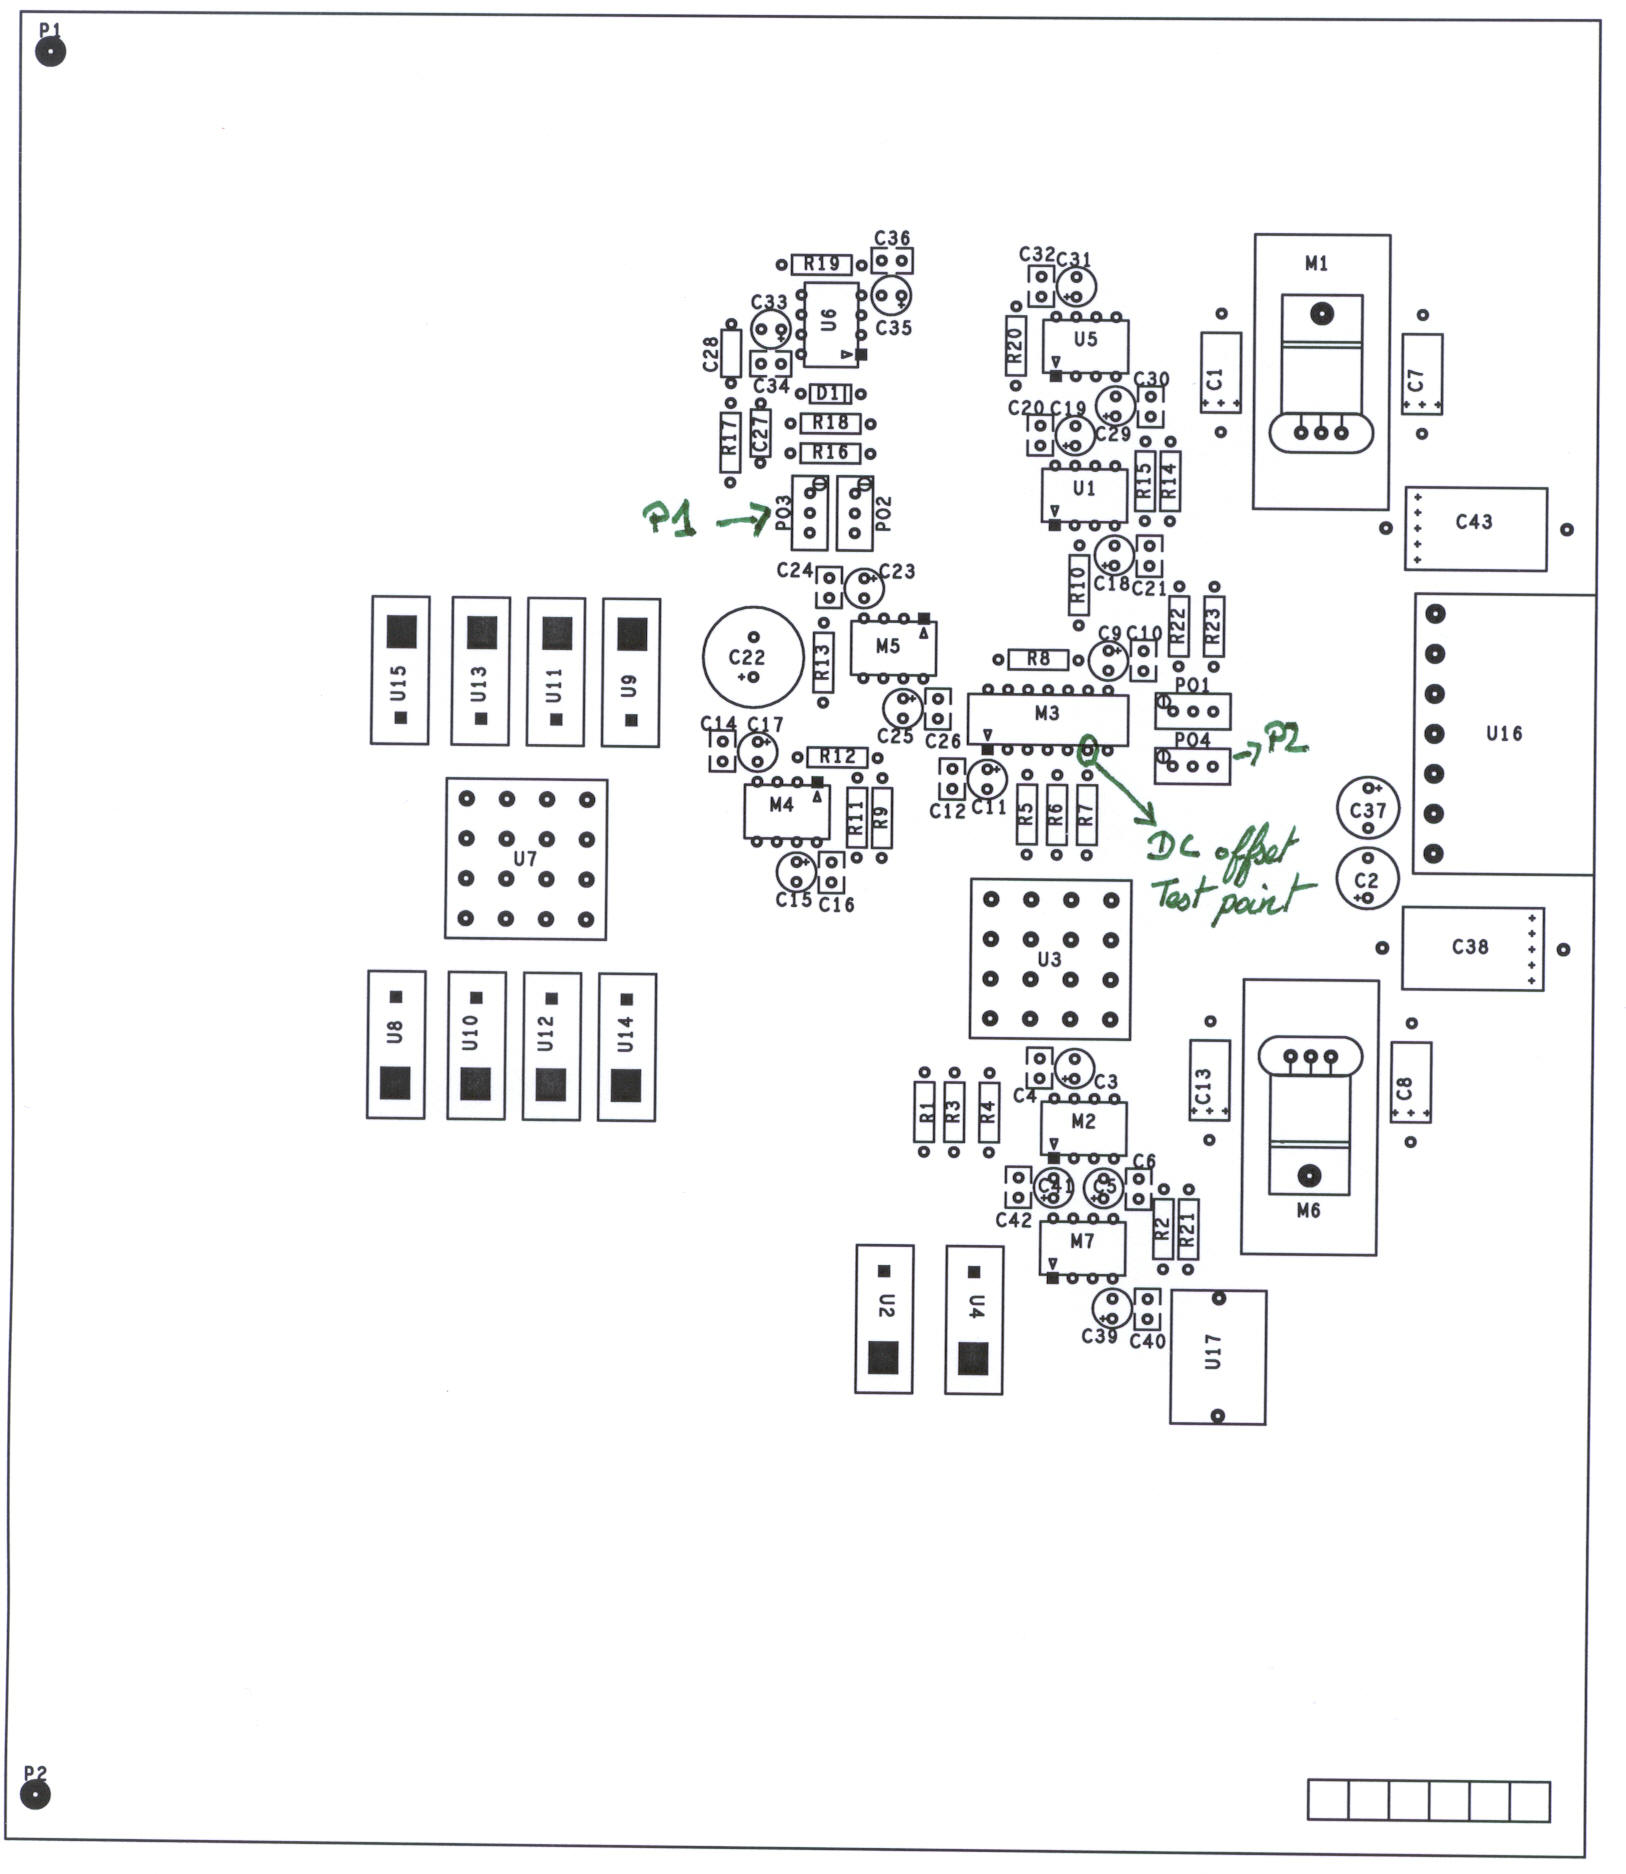 P1
C36
R19
C32 C31
M1
C33
U6
C35
C28
R20
U5
C34
C30
C1
C7
D1
C20 C19
C29
R17
C27
R18
R16
U1
R15
R14
P1 →
PO3
PO2
C43
C24
C23
R10
C18
C21
R22
R23
C9 C10
M5
R8
C22
R13
U15
U13
U11
U9
PO1
M3
C14 C17
C25
C26
PO4
→ P2
U16
R12
M4
R11
R9
C12
C11
R5
R6
R7
C37
DC offset
Test point
U7
C15 C16
C2
U3
C38
U8
U10
U12
U14
C4
C3
R1
R3
R4
M2
C13
C8
C6
C41
C5
C42
M7
R2
R21
M6
U2
U4
C39
C40
U17
P2